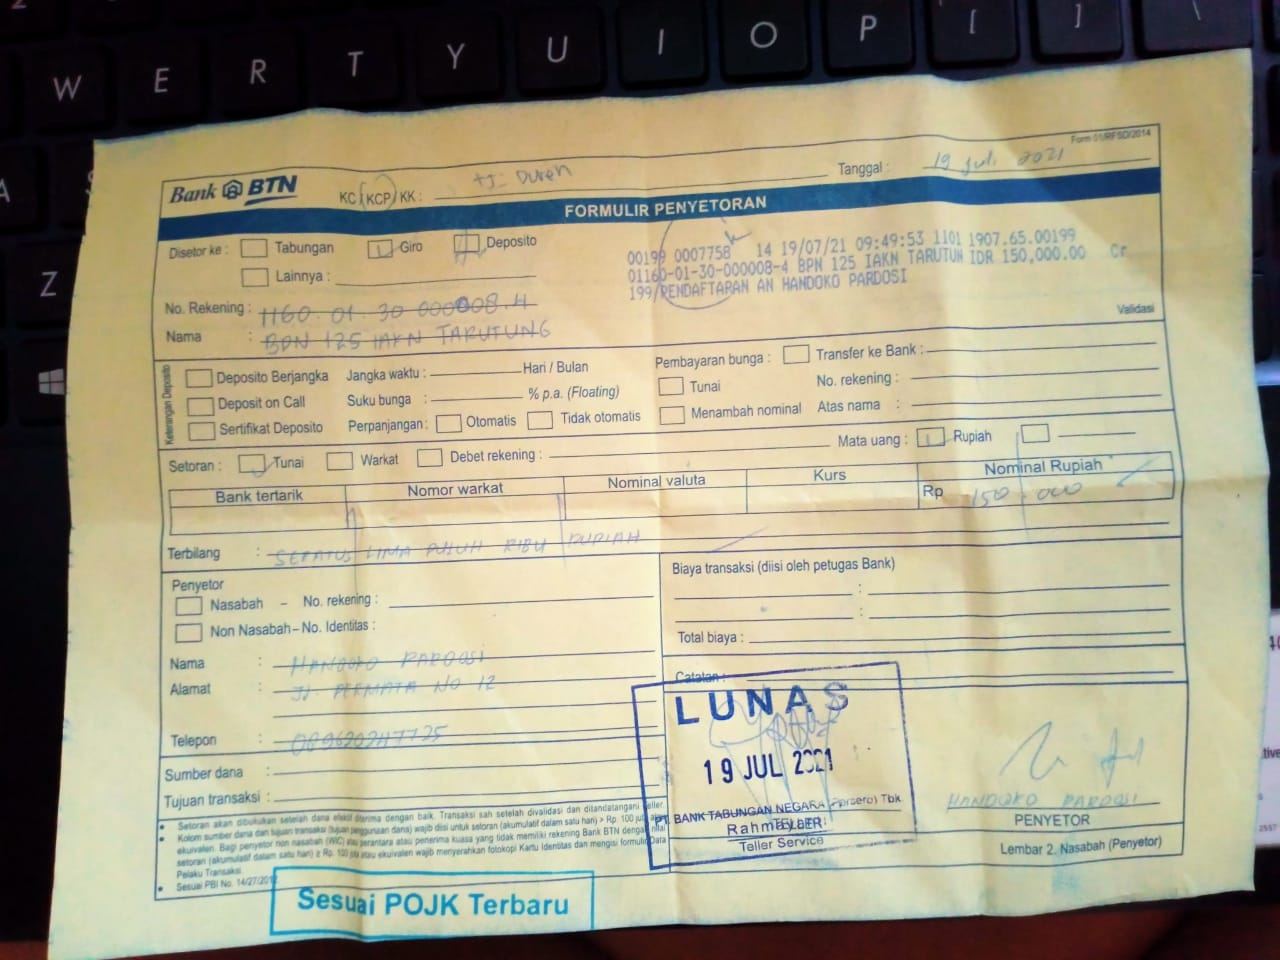 W E R T Y U I O P [ ] \
A
Z
Form 01/RFSD/2014
Bank BTN KC (KCP) KK : Tj. Duren Tanggal : 19 Juli 2021
FORMULIR PENYETORAN
Disetor ke : Tabungan Giro Deposito
Lainnya :
00199 0007758 14 19/07/21 09:49:53 1101 1907.65.00199
01160-01-30-000008-4 BPN 125 IAKN TARUTUN IDR 150,000.00 Cr
199/PENDAFTARAN AN HANDOKO PARDOSI
No. Rekening : 1160.01.30 000008.4
Nama : BPN 125 IAKN TARUTUNG
Validasi
Keterangan Deposito
Deposito Berjangka Jangka waktu : Hari / Bulan Pembayaran bunga : Transfer ke Bank :
Deposit on Call Suku bunga : % p.a. (Floating) Tunai No. rekening :
Sertifikat Deposito Perpanjangan : Otomatis Tidak otomatis Menambah nominal Atas nama :
Setoran : Tunai Warkat Debet rekening : Mata uang : Rupiah
Bank tertarik Nomor warkat Nominal valuta Kurs Nominal Rupiah
Rp 150.000
Terbilang : SERATUS LIMA PULUH RIBU RUPIAH
Penyetor
Nasabah - No. rekening :
Non Nasabah - No. Identitas :
Nama : HANDOKO PARDOSI
Alamat : Jl. PERMATA NO 12
Telepon :
Sumber dana :
Tujuan transaksi :
Biaya transaksi (diisi oleh petugas Bank)
Total biaya :
Catatan :
LUNAS
19 JUL 2021
PT. BANK TABUNGAN NEGARA (Persero) Tbk
TELLER
Teller Service
HANDOKO PARDOSI
PENYETOR
Lembar 2. Nasabah (Penyetor)
• Setoran akan dibukukan setelah dana efektif diterima dengan baik. Transaksi sah setelah divalidasi dan ditandatangani teller.
• Kolom sumber dana dan tujuan transaksi (tujuan penggunaan dana) wajib diisi untuk setoran (akumulatif dalam satu hari) > Rp. 100 juta
ekuivalen. Bagi penyetor non nasabah (WIC) atau perantara atau penerima kuasa yang tidak memiliki rekening Bank BTN dengan nilai
setoran (akumulatif dalam satu hari) ≥ Rp. 100 juta atau ekuivalen wajib menyerahkan fotokopi Kartu Identitas dan mengisi formulir Data
Pelaku Transaksi.
• Sesuai PBI No. 14/27/
Sesuai POJK Terbaru